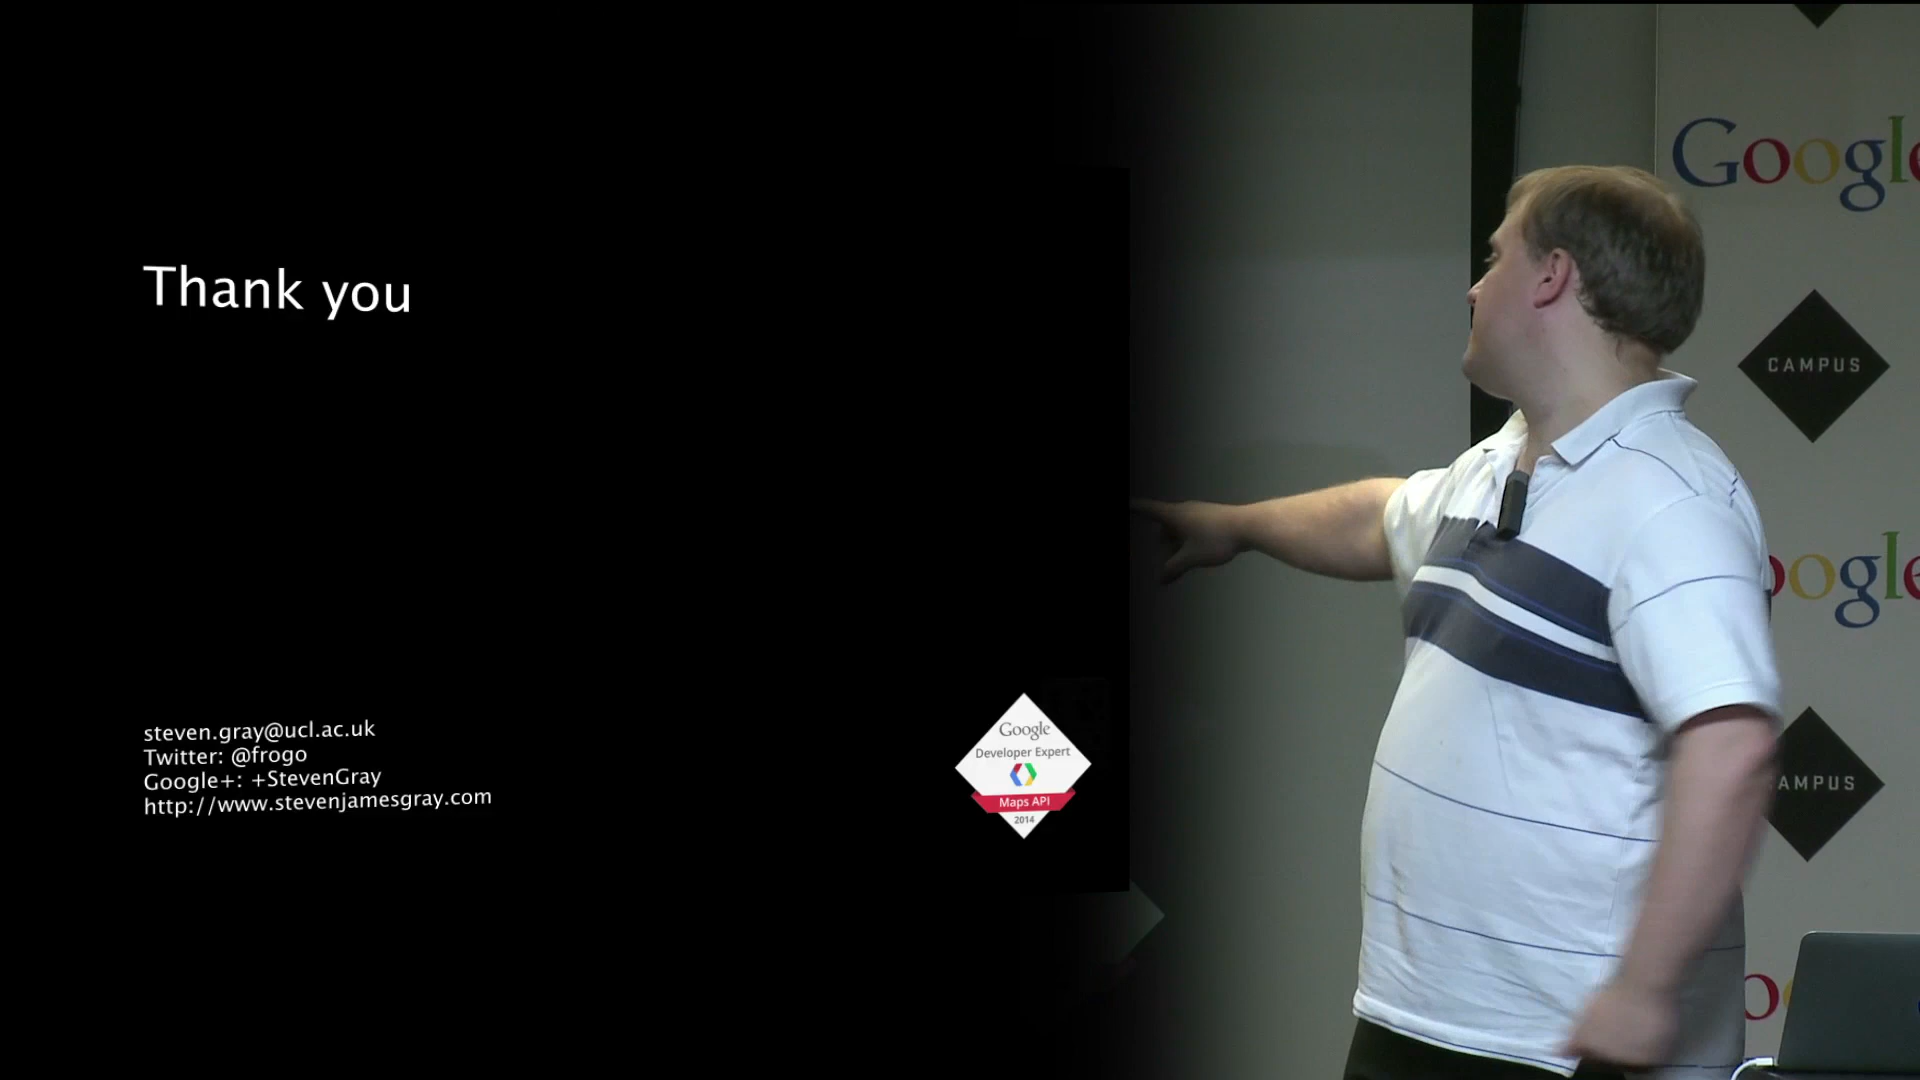 Thank you
steven.gray@ucl.ac.uk
Twitter: @frogo
Google+: +StevenGray
http://www.stevenjamesgray.com
Google
Developer Expert
Maps API
2014
Googl
CAMPUS
ogle
AMPUS